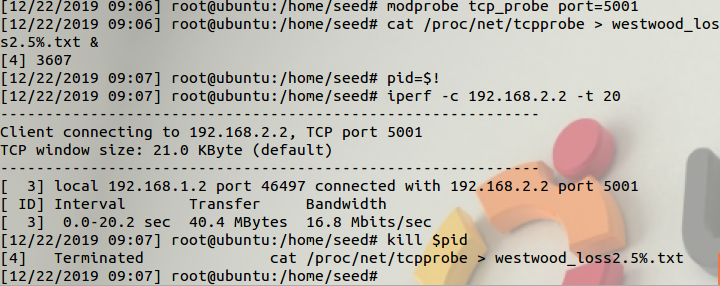 [12/22/2019 09:06] root@ubuntu:/home/seed# modprobe tcp_probe port=5001
[12/22/2019 09:06] root@ubuntu:/home/seed# cat /proc/net/tcpprobe > westwood_los
s2.5%.txt &
[4] 3607
[12/22/2019 09:07] root@ubuntu:/home/seed# pid=$!
[12/22/2019 09:07] root@ubuntu:/home/seed# iperf -c 192.168.2.2 -t 20
------------------------------------------------------------
Client connecting to 192.168.2.2, TCP port 5001
TCP window size: 21.0 KByte (default)
------------------------------------------------------------
[  3] local 192.168.1.2 port 46497 connected with 192.168.2.2 port 5001
[ ID] Interval       Transfer     Bandwidth
[  3]  0.0-20.2 sec  40.4 MBytes  16.8 Mbits/sec
[12/22/2019 09:07] root@ubuntu:/home/seed# kill $pid
[4]   Terminated              cat /proc/net/tcpprobe > westwood_loss2.5%.txt
[12/22/2019 09:07] root@ubuntu:/home/seed#